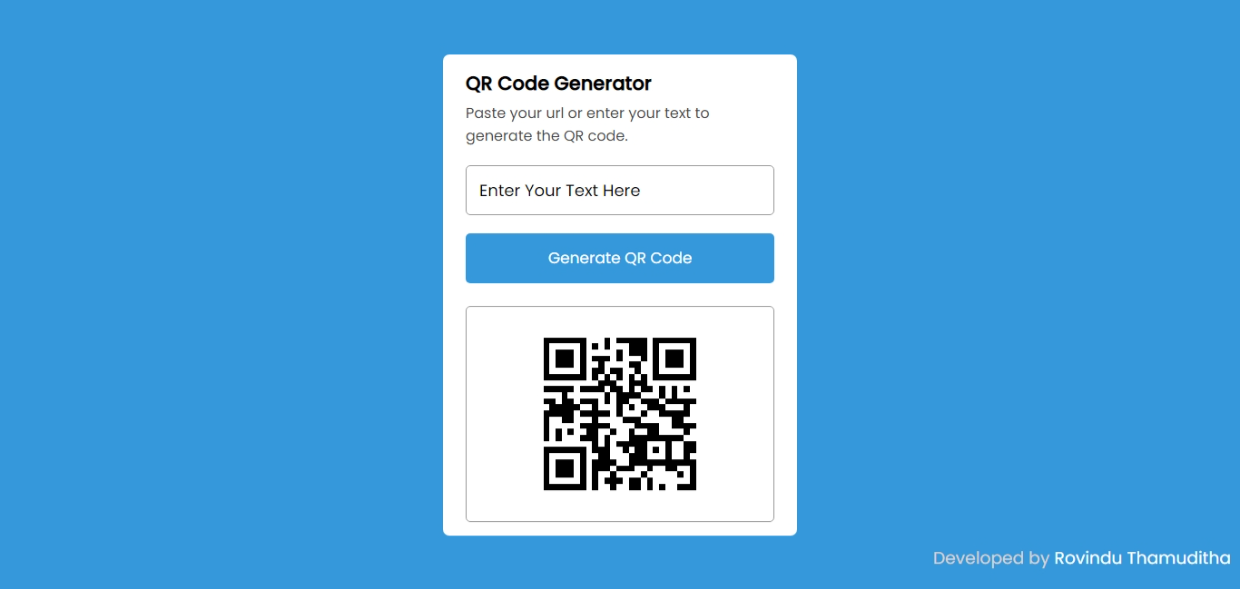 QR Code Generator
Paste your url or enter your text to
generate the QR code.
Enter Your Text Here
Generate QR Code
Developed by Rovindu Thamuditha